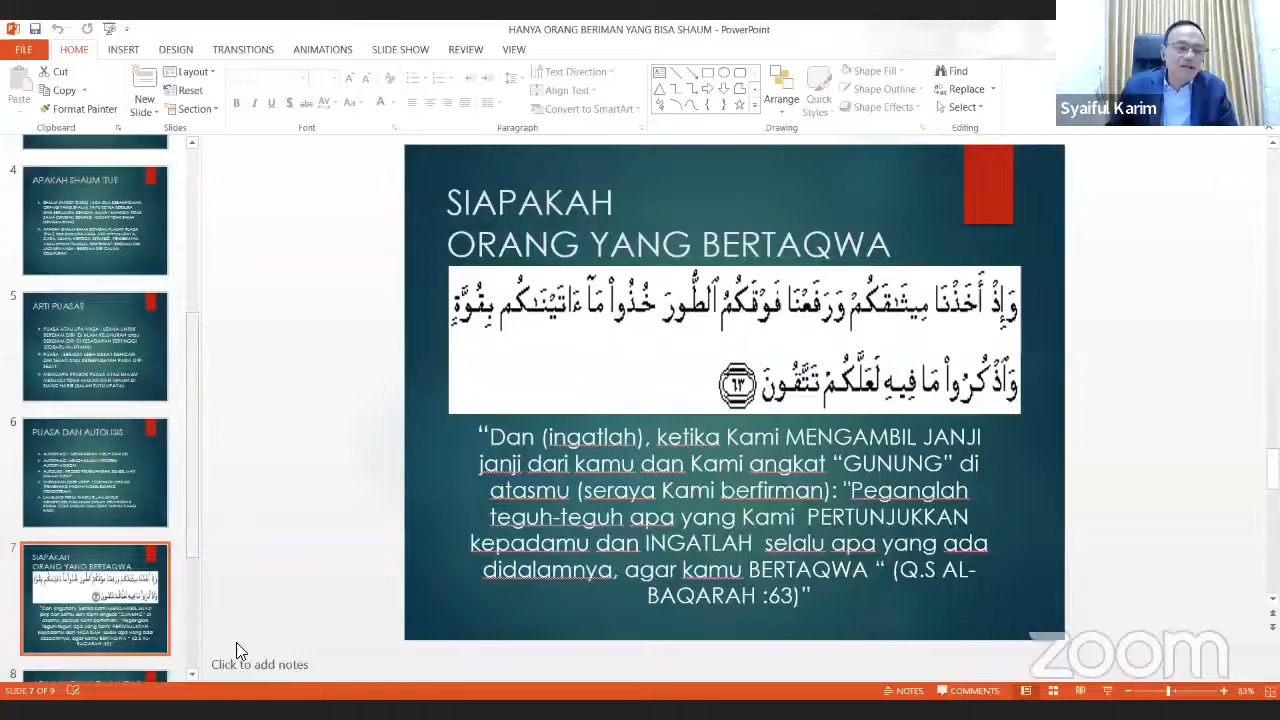 HANYA ORANG BERIMAN YANG BISA SHAUM - PowerPoint
FILE HOME INSERT DESIGN TRANSITIONS ANIMATIONS SLIDE SHOW REVIEW VIEW
Syaiful Karim
Paste
Cut
Copy
Format Painter
New
Slide
Layout
Reset
Section
Text Direction
Align Text
Convert to SmartArt
Arrange
Quick
Styles
Shape Fill
Shape Outline
Shape Effects
Find
Replace
Select
Clipboard Slides Font Paragraph Drawing Editing
4
APAKAH SHAUM ITU?
5
ARTI PUASA?
6
PUASA DAN AUTOLISIS
7
SIAPAKAH
ORANG YANG BERTAQWA
8
SIAPAKAH
ORANG YANG BERTAQWA
وَإِذْ أَخَذْنَا مِيثَٰقَكُمْ وَرَفَعْنَا فَوْقَكُمُ ٱلطُّورَ خُذُوا۟ مَآ ءَاتَيْنَٰكُم بِقُوَّةٍ
وَٱذْكُرُوا۟ مَا فِيهِ لَعَلَّكُمْ تَتَّقُونَ ٦٣
“Dan (ingatlah), ketika Kami MENGAMBIL JANJI
janji dari kamu dan Kami angkat “GUNUNG” di
atasmu (seraya Kami berfirman): "Peganglah
teguh-teguh apa yang Kami PERTUNJUKKAN
kepadamu dan INGATLAH selalu apa yang ada
didalamnya, agar kamu BERTAQWA “ (Q.S AL-
BAQARAH :63)”
Click to add notes
zoom
SLIDE 7 OF 9
NOTES COMMENTS 83%